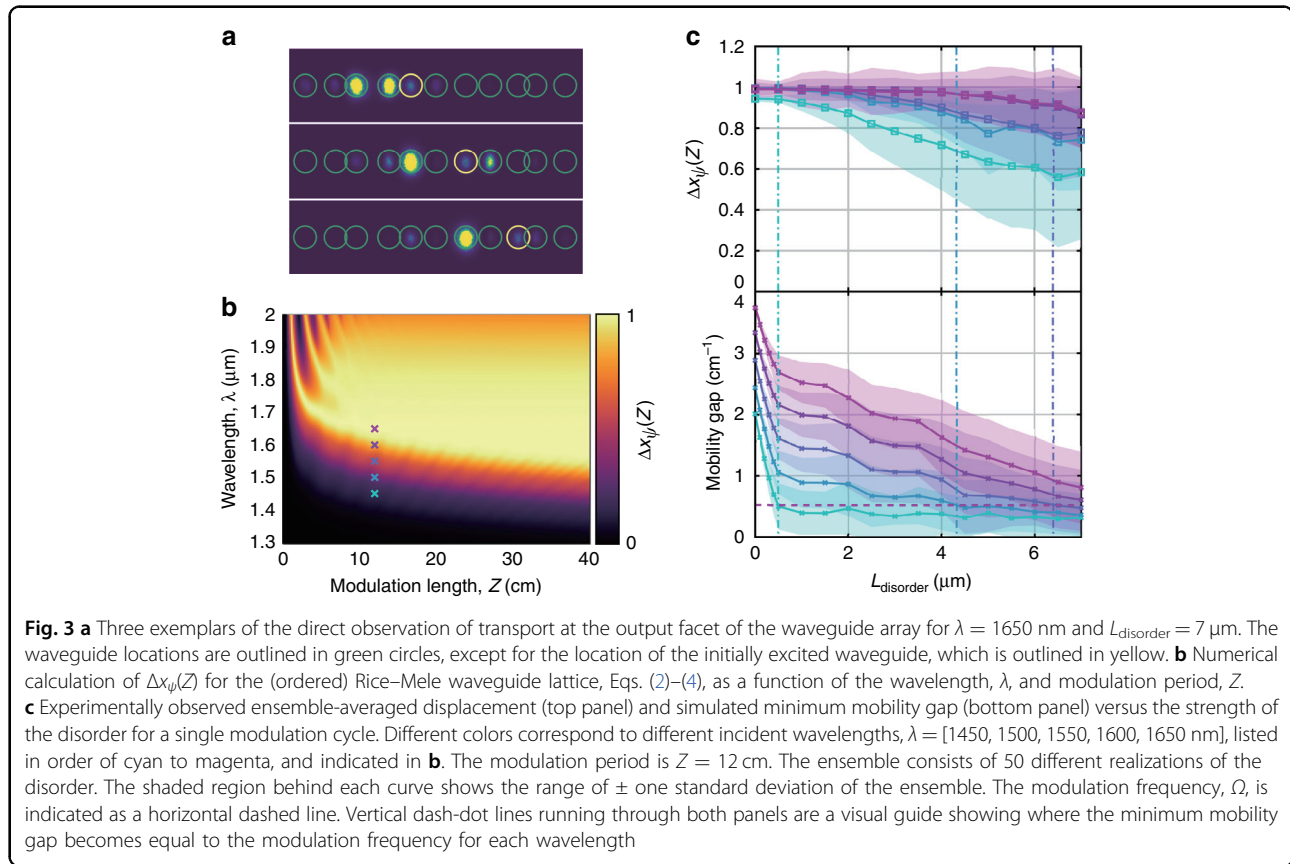 a
b
2
1.9
1.8
1.7
1.6
1.5
1.4
1.3
Wavelength, λ (μm)
0 10 20 30 40
Modulation length, Z (cm)
1
0
Δxψ(Z)
c
1.2
1
0.8
0.6
0.4
1.2
0
Δxψ(Z)
4
3
2
1
0
Mobility gap (cm⁻¹)
0 2 4 6
L_disorder (μm)
Fig. 3 a Three exemplars of the direct observation of transport at the output facet of the waveguide array for λ = 1650 nm and L_disorder = 7 μm. The
waveguide locations are outlined in green circles, except for the location of the initially excited waveguide, which is outlined in yellow. b Numerical
calculation of Δxψ(Z) for the (ordered) Rice–Mele waveguide lattice, Eqs. (2)–(4), as a function of the wavelength, λ, and modulation period, Z.
c Experimentally observed ensemble-averaged displacement (top panel) and simulated minimum mobility gap (bottom panel) versus the strength of
the disorder for a single modulation cycle. Different colors correspond to different incident wavelengths, λ = [1450, 1500, 1550, 1600, 1650 nm], listed
in order of cyan to magenta, and indicated in b. The modulation period is Z = 12 cm. The ensemble consists of 50 different realizations of the
disorder. The shaded region behind each curve shows the range of ± one standard deviation of the ensemble. The modulation frequency, Ω, is
indicated as a horizontal dashed line. Vertical dash-dot lines running through both panels are a visual guide showing where the minimum mobility
gap becomes equal to the modulation frequency for each wavelength